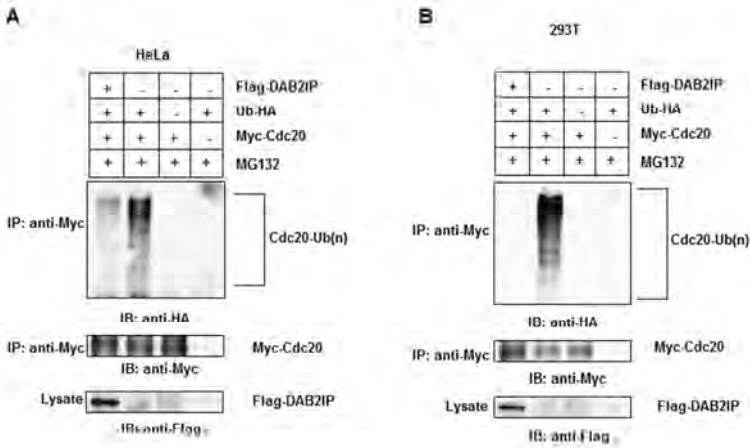 A
HeLa
+ - - - Flag-DAB2IP
+ + - + Ub-HA
+ + + - Myc-Cdc20
+ + + + MG132
IP: anti-Myc
Cdc20-Ub(n)
IB: anti-HA
IP: anti-Myc
Myc-Cdc20
IB: anti-Myc
Lysate
Flag-DAB2IP
IB: anti-Flag
B
293T
+ - - - Flag-DAB2IP
+ + - + Ub-HA
+ + + - Myc-Cdc20
+ + + + MG132
IP: anti-Myc
Cdc20-Ub(n)
IB: anti-HA
IP: anti-Myc
Myc-Cdc20
IB: anti-Myc
Lysate
Flag-DAB2IP
IB: anti-Flag